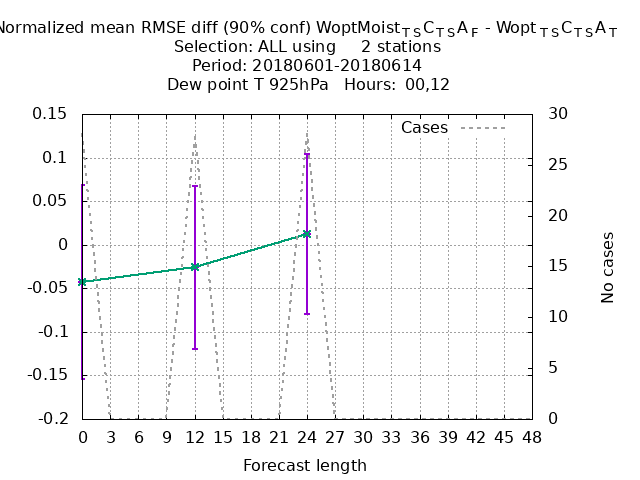 Normalized mean RMSE diff (90% conf) WoptMoist_TSC_TSA_F - Wopt_TSC_TSA_T
Selection: ALL using 2 stations
Period: 20180601-20180614
Dew point T 925hPa Hours: 00,12
Cases
0.15
0.1
0.05
0
-0.05
-0.1
-0.15
-0.2
30
25
20
15
10
5
0
No cases
0 3 6 9 12 15 18 21 24 27 30 33 36 39 42 45 48
Forecast length